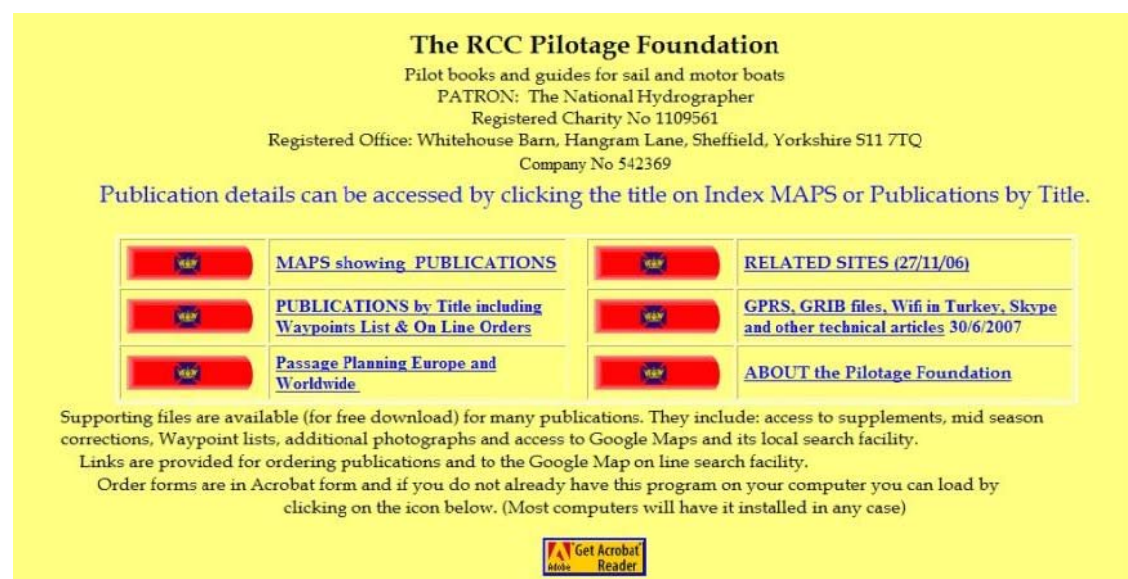 The RCC Pilotage Foundation
Pilot books and guides for sail and motor boats
PATRON: The National Hydrographer
Registered Charity No 1109561
Registered Office: Whitehouse Barn, Hangram Lane, Sheffield, Yorkshire S11 7TQ
Company No 542369
Publication details can be accessed by clicking the title on Index MAPS or Publications by Title.
MAPS showing PUBLICATIONS
RELATED SITES (27/11/06)
PUBLICATIONS by Title including
Waypoints List & On Line Orders
GPRS, GRIB files, Wifi in Turkey, Skype
and other technical articles 30/6/2007
Passage Planning Europe and
Worldwide
ABOUT the Pilotage Foundation
Supporting files are available (for free download) for many publications. They include: access to supplements, mid season
corrections, Waypoint lists, additional photographs and access to Google Maps and its local search facility.
Links are provided for ordering publications and to the Google Map on line search facility.
Order forms are in Acrobat form and if you do not already have this program on your computer you can load by
clicking on the icon below. (Most computers will have it installed in any case)
Get Acrobat
Adobe Reader